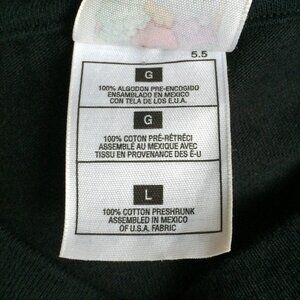 5.5
G
100% ALGODON PRE-ENCOGIDO
ENSAMBLADO EN MEXICO
CON TELA DE LOS E.U.A.
G
100% COTON PRÉ-RÉTRÉCI
ASSEMBLÉ AU MEXIQUE AVEC
TISSU EN PROVENANCE DES É-U
L
100% COTTON PRESHRUNK
ASSEMBLED IN MEXICO
OF U.S.A. FABRIC